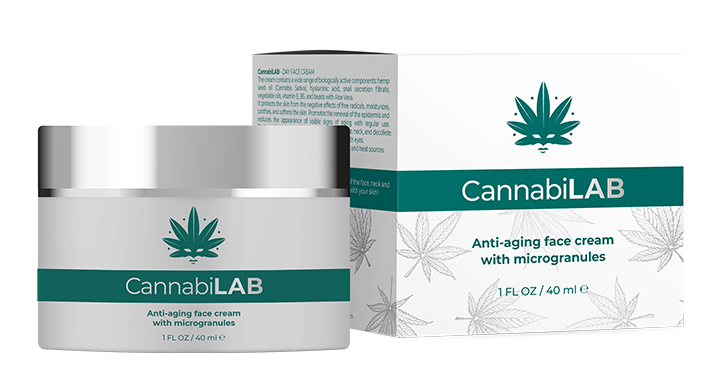 CannabiLAB - DAY FACE CREAM
The cream contains a wide range of biologically active components: hemp
seed oil (Cannabis Sativa), hyaluronic acid, snail secretion filtrate,
vegetable oils, vitamin E, B5, and beads with Aloe Vera.
It protects the skin from the negative effects of free radicals, moisturizes,
soothes, and softens the skin. Promotes the renewal of the epidermis and
reduces the appearance of visible signs of aging with regular use.
neck, and decollete.
eyes.
and heat sources.
of the face, neck and
with your skin!
CannabiLAB
Anti-aging face cream
with microgranules
1 FL OZ / 40 ml ℮
CannabiLAB
Anti-aging face cream
with microgranules
1 FL OZ / 40 ml ℮